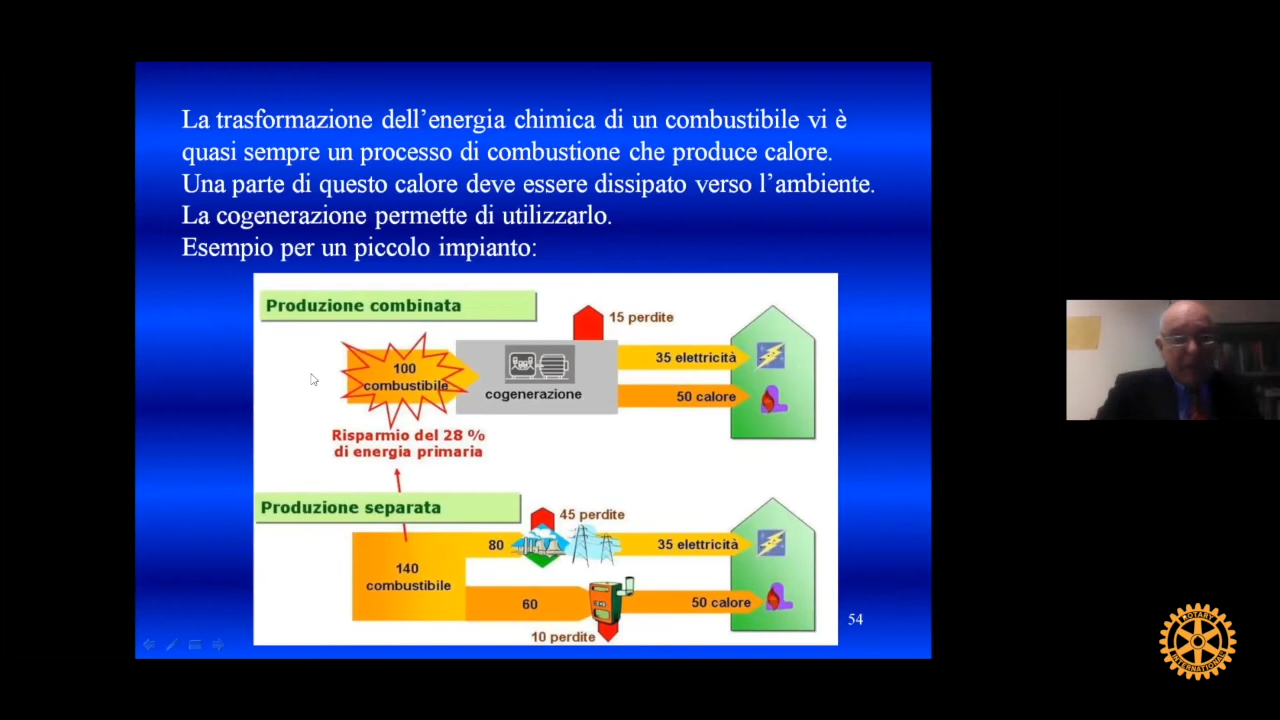 La trasformazione dell’energia chimica di un combustibile vi è
quasi sempre un processo di combustione che produce calore.
Una parte di questo calore deve essere dissipato verso l’ambiente.
La cogenerazione permette di utilizzarlo.
Esempio per un piccolo impianto:
Produzione combinata
15 perdite
100
combustibile
cogenerazione
35 elettricità
50 calore
Risparmio del 28 %
di energia primaria
Produzione separata
45 perdite
80
35 elettricità
140
combustibile
60
50 calore
10 perdite
54
ROTARY
INTERNATIONAL